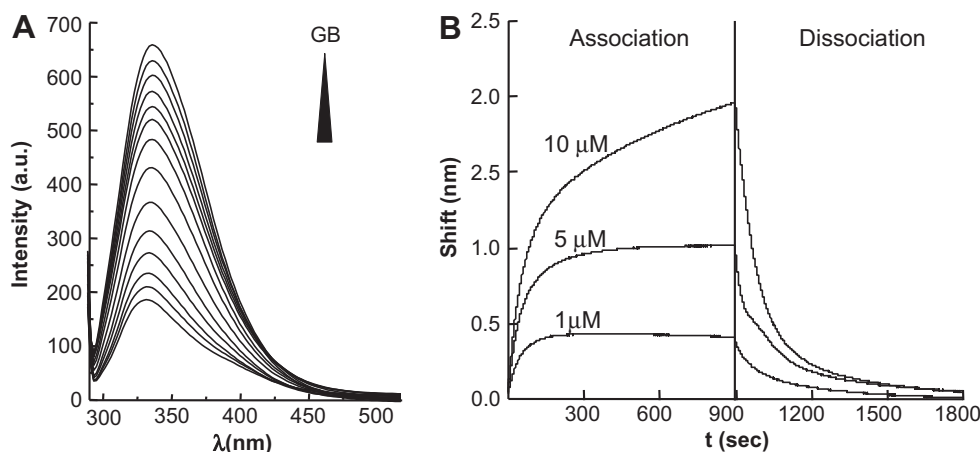 A
GB
Intensity (a.u.)
700
600
500
400
300
200
100
0
290 350 400 450 500
λ(nm)
B
Association Dissociation
Shift (nm)
2.5
2.0
2.5
1.0
0.5
0.0
10 μM
5 μM
1μM
300 600 900 1200 1500 1800
t (sec)